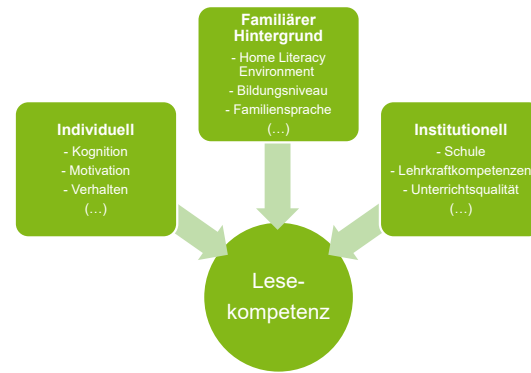 Familiärer
Hintergrund
- Home Literacy
Environment
- Bildungsniveau
- Familiensprache
(…)
Individuell
- Kognition
- Motivation
- Verhalten
(…)
Institutionell
- Schule
- Lehrkraftkompetenzen
- Unterrichtsqualität
(…)
Lese-
kompetenz